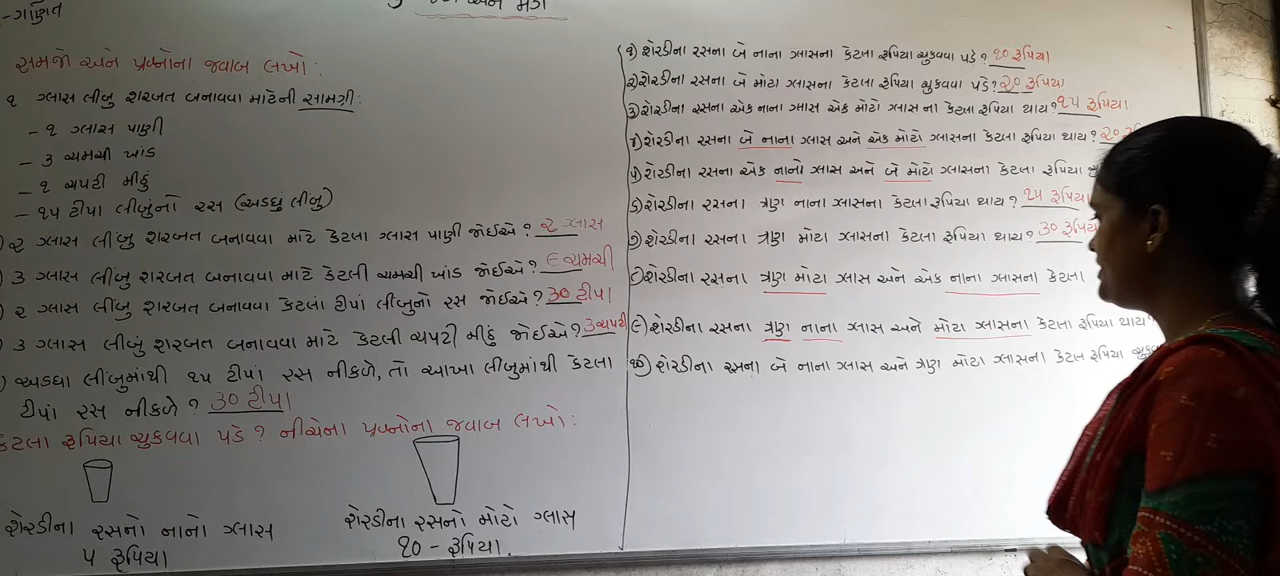 -ગણિત
અને મગ
સમજો અને પ્રશ્નોના જવાબ લખો:
૧ ગ્લાસ લીંબુ શરબત બનાવવા માટેની સામગ્રી:
- ૧ ગ્લાસ પાણી
- ૩ ચમચી ખાંડ
- ૧ ચપટી મીઠું
- ૧૫ ટીપા લીંબુનો રસ (અડધું લીંબુ)
) ૨ ગ્લાસ લીંબુ શરબત બનાવવા માટે કેટલા ગ્લાસ પાણી જોઈએ? ૨ ગ્લાસ
) ૩ ગ્લાસ લીંબુ શરબત બનાવવા માટે કેટલી ચમચી ખાંડ જોઈએ? ૯ ચમચી
) ૨ ગ્લાસ લીંબુ શરબત બનાવવા કેટલાં ટીપાં લીંબુનો રસ જોઈએ? ૩૦ ટીપા
) ૩ ગ્લાસ લીંબુ શરબત બનાવવા માટે કેટલી ચપટી મીઠું જોઈએ? ૩ ચપટી
) અડધા લીંબુમાંથી ૧૫ ટીપાં રસ નીકળે, તો આખા લીંબુમાંથી કેટલા
ટીપાં રસ નીકળે? ૩૦ ટીપા
કેટલા રૂપિયા ચુકવવા પડે? નીચેના પ્રશ્નોના જવાબ લખો:
શેરડીના રસનો નાનો ગ્લાસ
૫ રૂપિયા
શેરડીના રસનો મોટો ગ્લાસ
૧૦ - રૂપિયા.
૧) શેરડીના રસના બે નાના ગ્લાસના કેટલા રૂપિયા ચુકવવા પડે? ૧૦ રૂપિયા
૨) શેરડીના રસના બે મોટા ગ્લાસના કેટલા રૂપિયા ચુકવવા પડે? ૨૦ રૂપિયા
૩) શેરડીના રસના એક નાના ગ્લાસ એક મોટો ગ્લાસ ના કેટલા રૂપિયા થાય? ૧૫ રૂપિયા
૪) શેરડીના રસના બે નાના ગ્લાસ અને એક મોટો ગ્લાસના કેટલા રૂપિયા થાય? ૨૦
૫) શેરડીના રસના એક નાનો ગ્લાસ અને બે મોટો ગ્લાસના કેટલા રૂપિયા
૬) શેરડીના રસના ત્રણ નાના ગ્લાસના કેટલા રૂપિયા થાય? ૧૫ રૂપિયા
૭) શેરડીના રસના ત્રણ મોટા ગ્લાસના કેટલા રૂપિયા થાય? ૩૦ રૂપિયા
૮) શેરડીના રસના ત્રણ મોટા ગ્લાસ અને એક નાના ગ્લાસના કેટલા
૯) શેરડીના રસના ત્રણ નાના ગ્લાસ અને મોટા ગ્લાસના કેટલા રૂપિયા થાય?
૧૦) શેરડીના રસના બે નાના ગ્લાસ અને ત્રણ મોટા ગ્લાસના કેટલ રૂપિયા